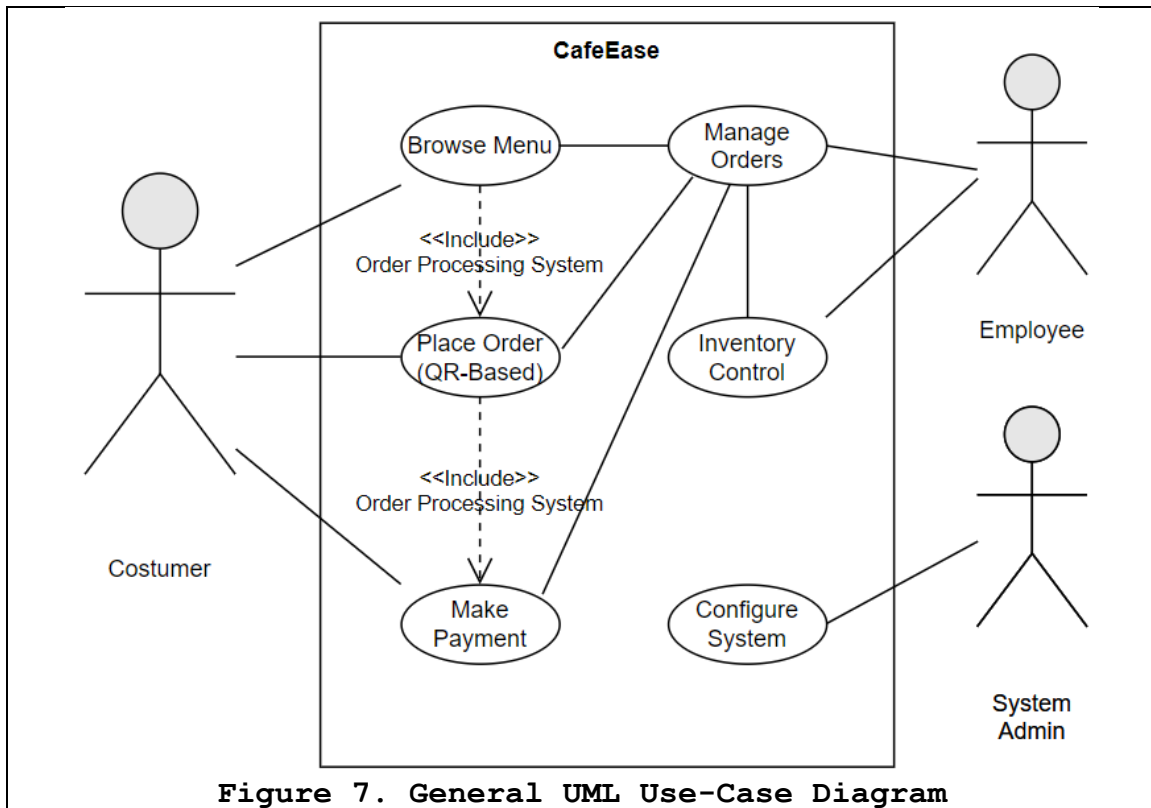 CafeEase
Browse Menu
Manage
Orders
<<Include>>
Order Processing System
Place Order
(QR-Based)
Inventory
Control
Employee
<<Include>>
Order Processing System
Costumer
Make
Payment
Configure
System
System
Admin
Figure 7. General UML Use-Case Diagram